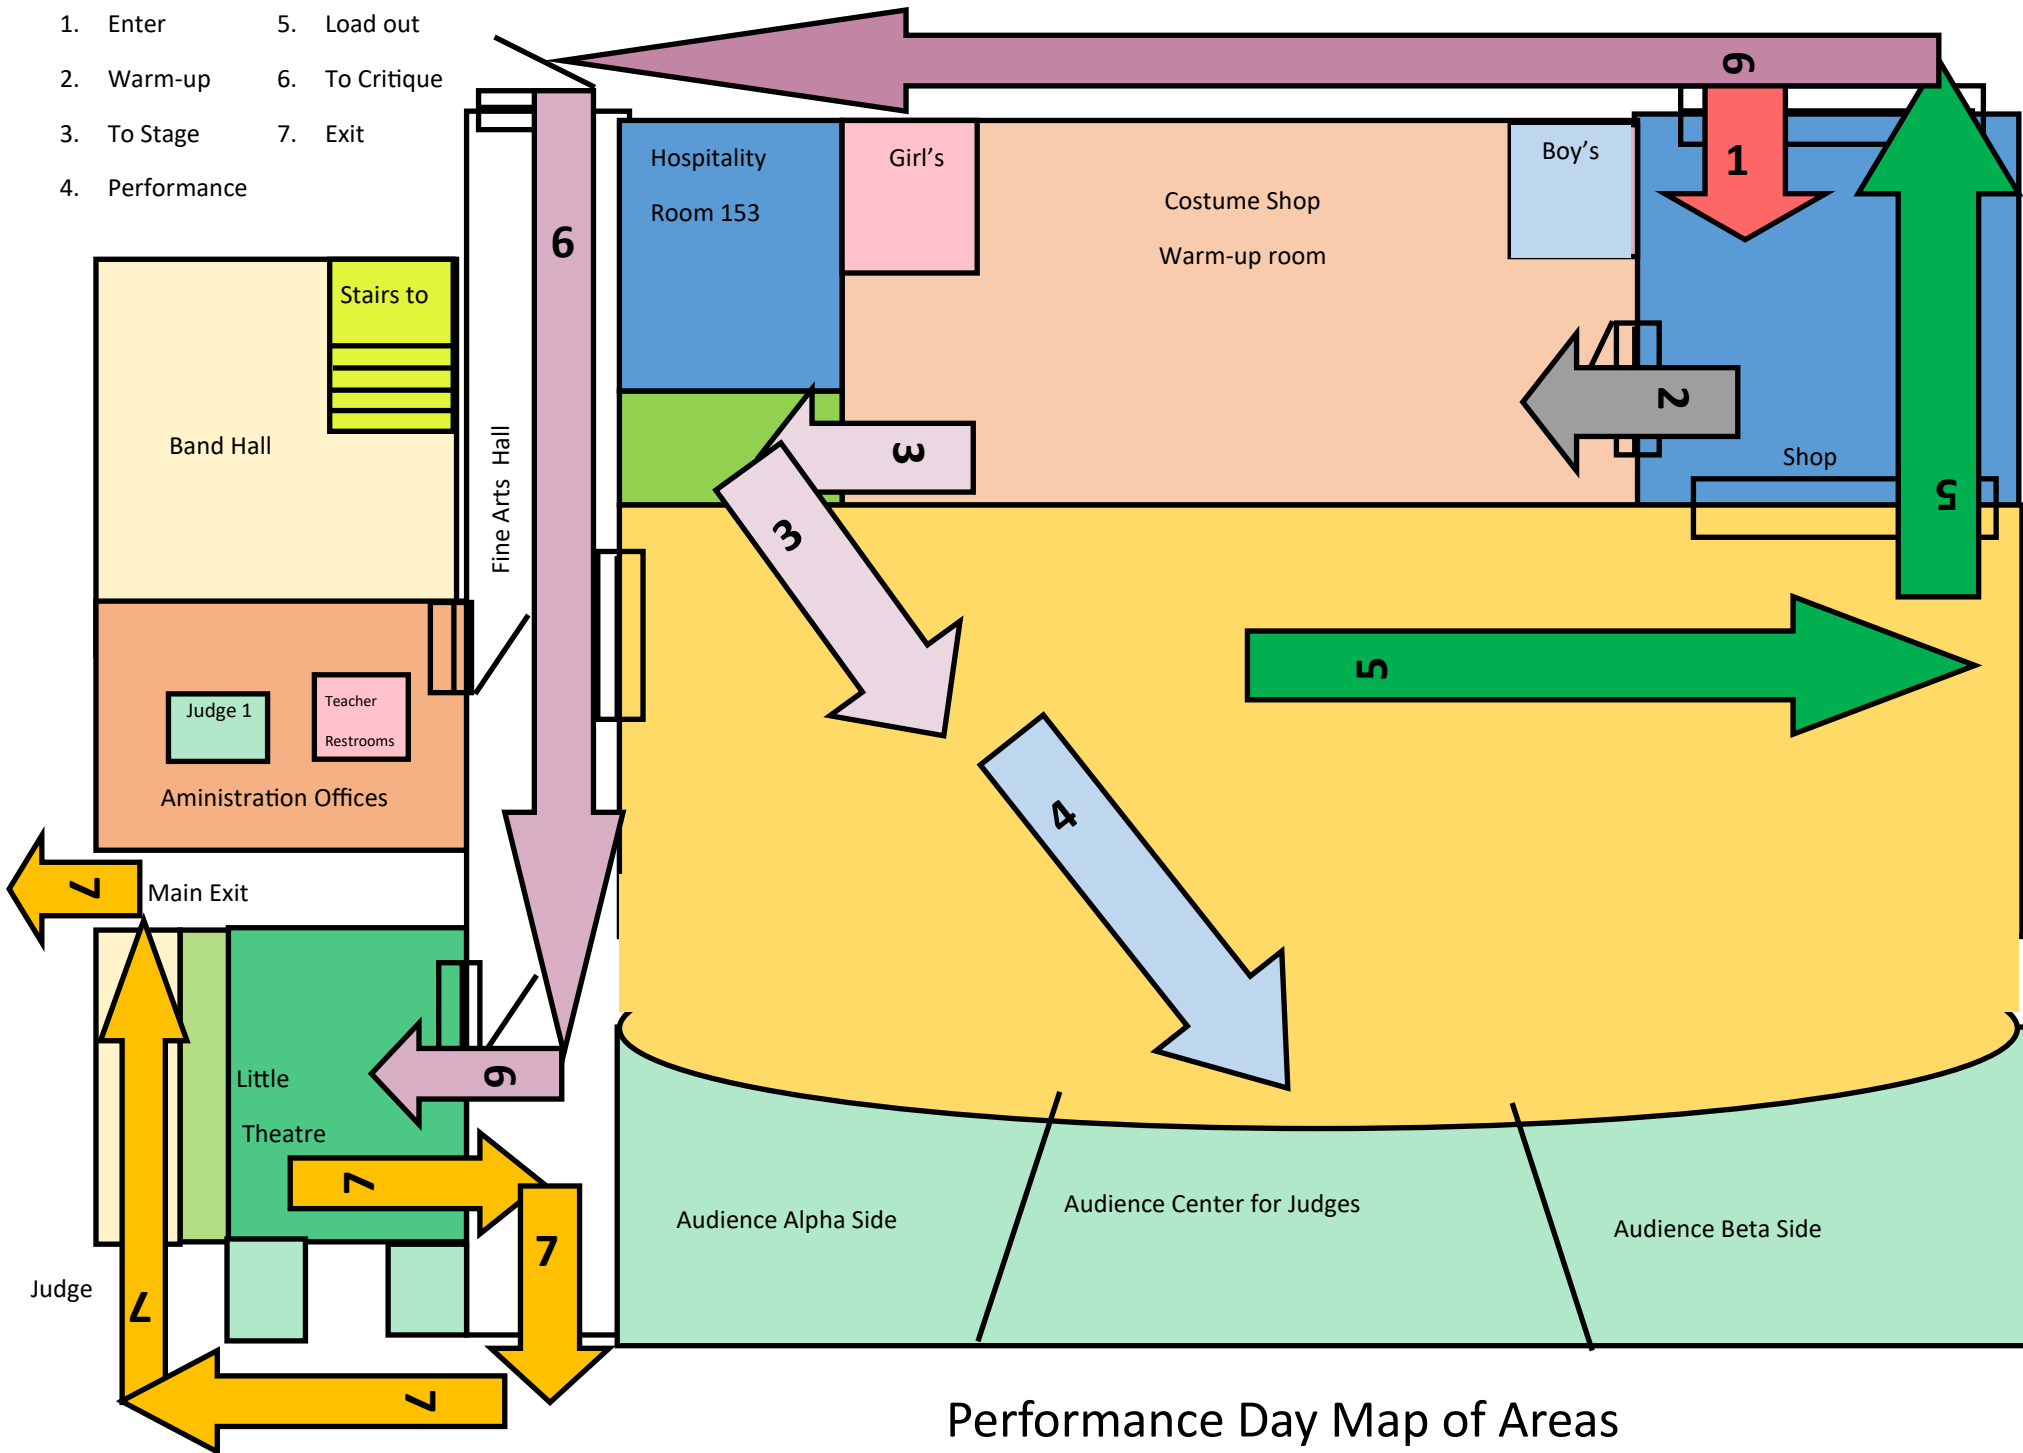 1. Enter
2. Warm-up
3. To Stage
4. Performance
5. Load out
6. To Critique
7. Exit
6
1
Hospitality
Room 153
Girl's
Costume Shop
Warm-up room
Boy's
6
Stairs to
Band Hall
Fine Arts Hall
3
2
Shop
5
3
5
Judge 1
Teacher
Restrooms
Aministration Offices
4
7
Main Exit
Little
Theatre
6
7
7
Audience Alpha Side
Audience Center for Judges
Audience Beta Side
Judge
7
7
Performance Day Map of Areas